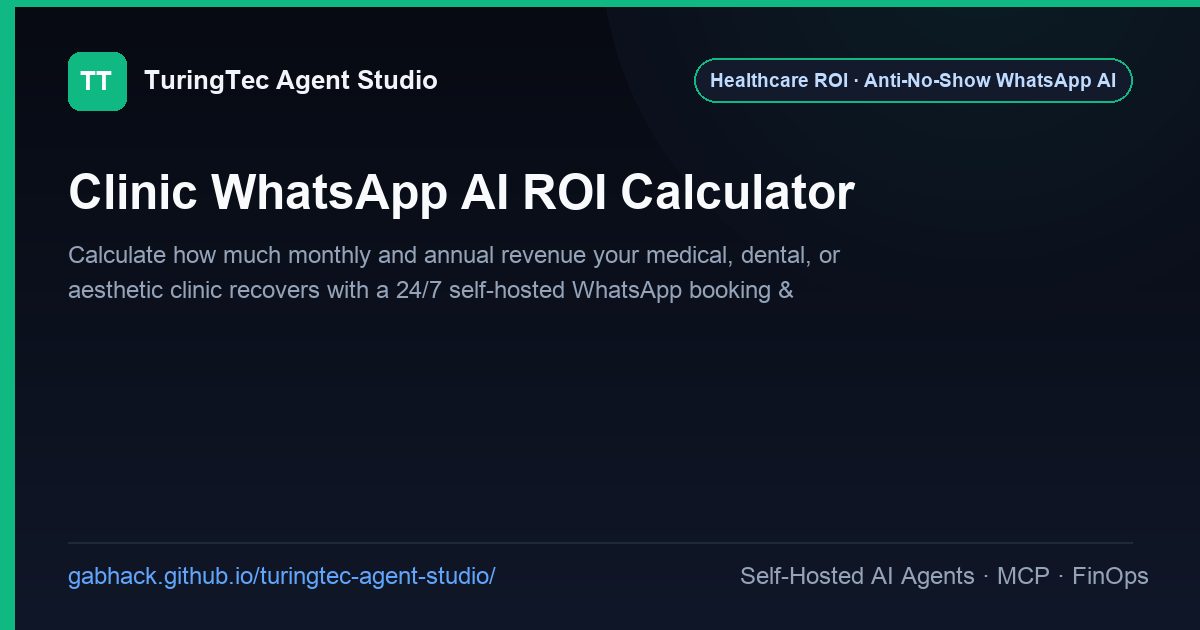 TT
TuringTec Agent Studio
Healthcare ROI · Anti-No-Show WhatsApp AI
Clinic WhatsApp AI ROI Calculator
Calculate how much monthly and annual revenue your medical, dental, or
aesthetic clinic recovers with a 24/7 self-hosted WhatsApp booking &
gabhack.github.io/turingtec-agent-studio/
Self-Hosted AI Agents · MCP · FinOps